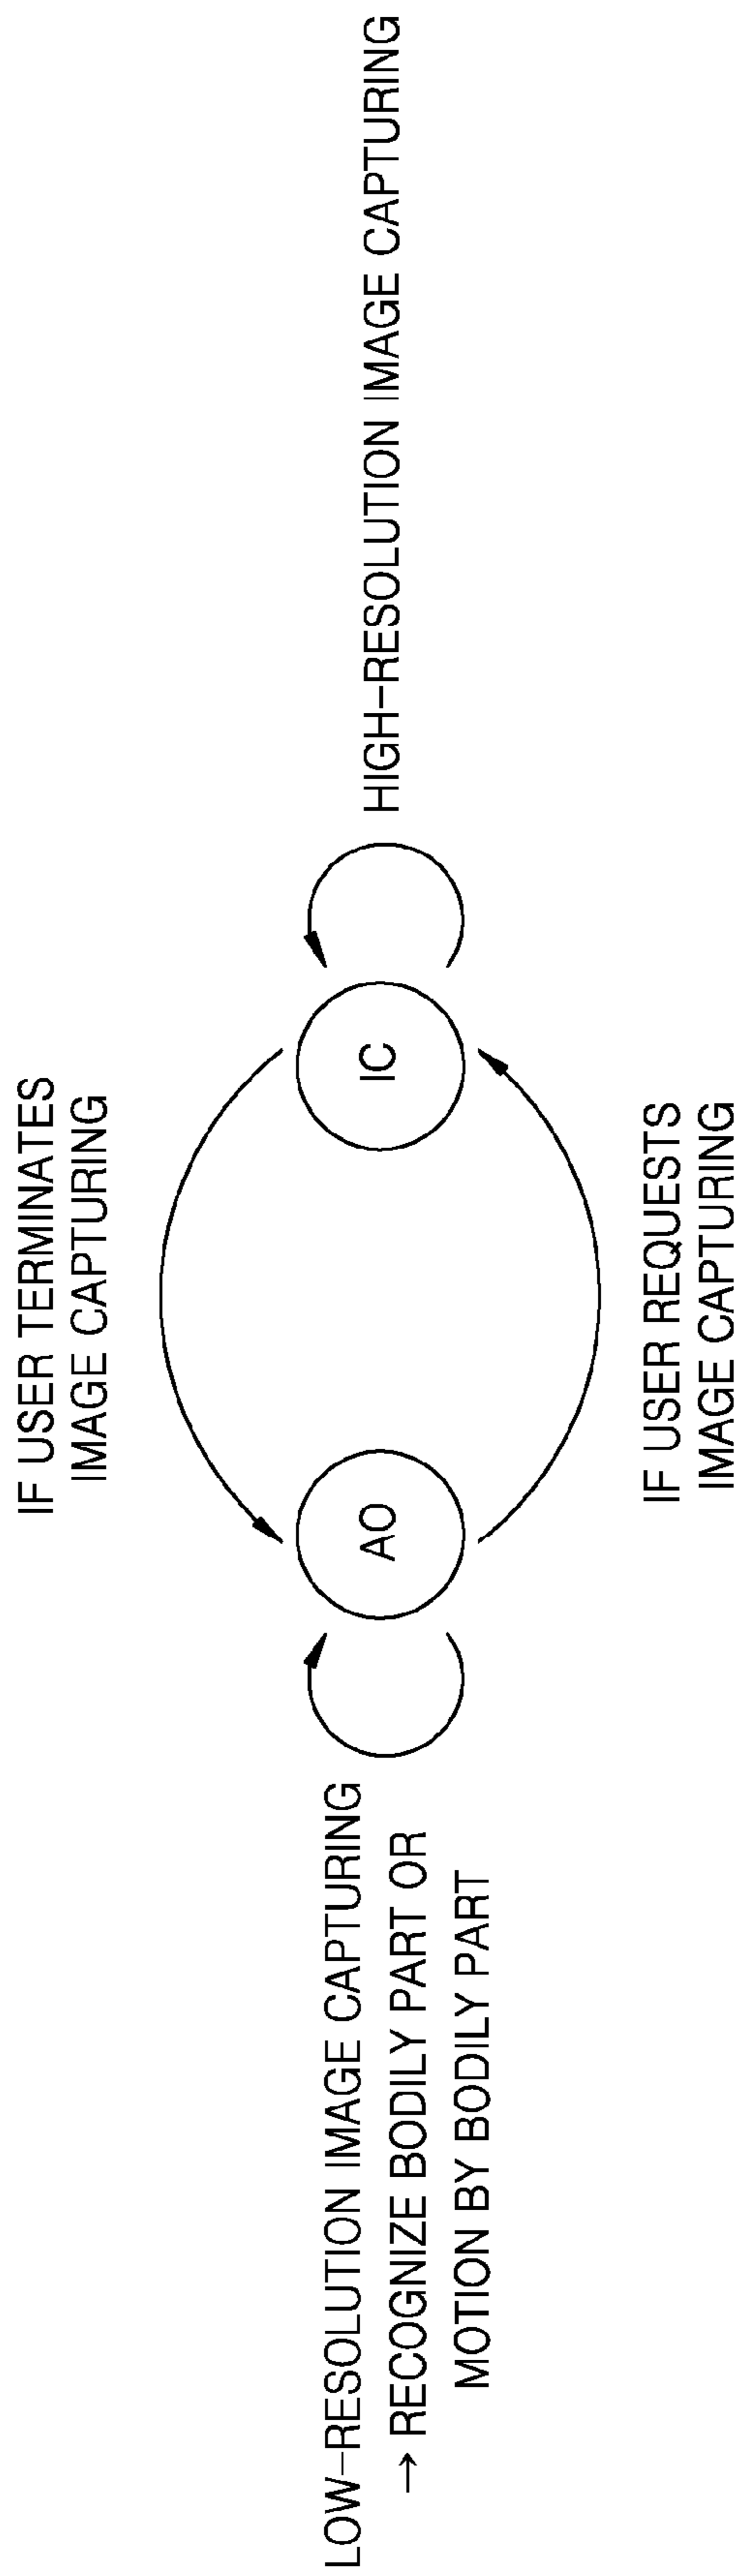 IF USER TERMINATES
IMAGE CAPTURING
LOW-RESOLUTION IMAGE CAPTURING
→ RECOGNIZE BODILY PART OR
MOTION BY BODILY PART
AO
IC
HIGH-RESOLUTION IMAGE CAPTURING
IF USER REQUESTS
IMAGE CAPTURING